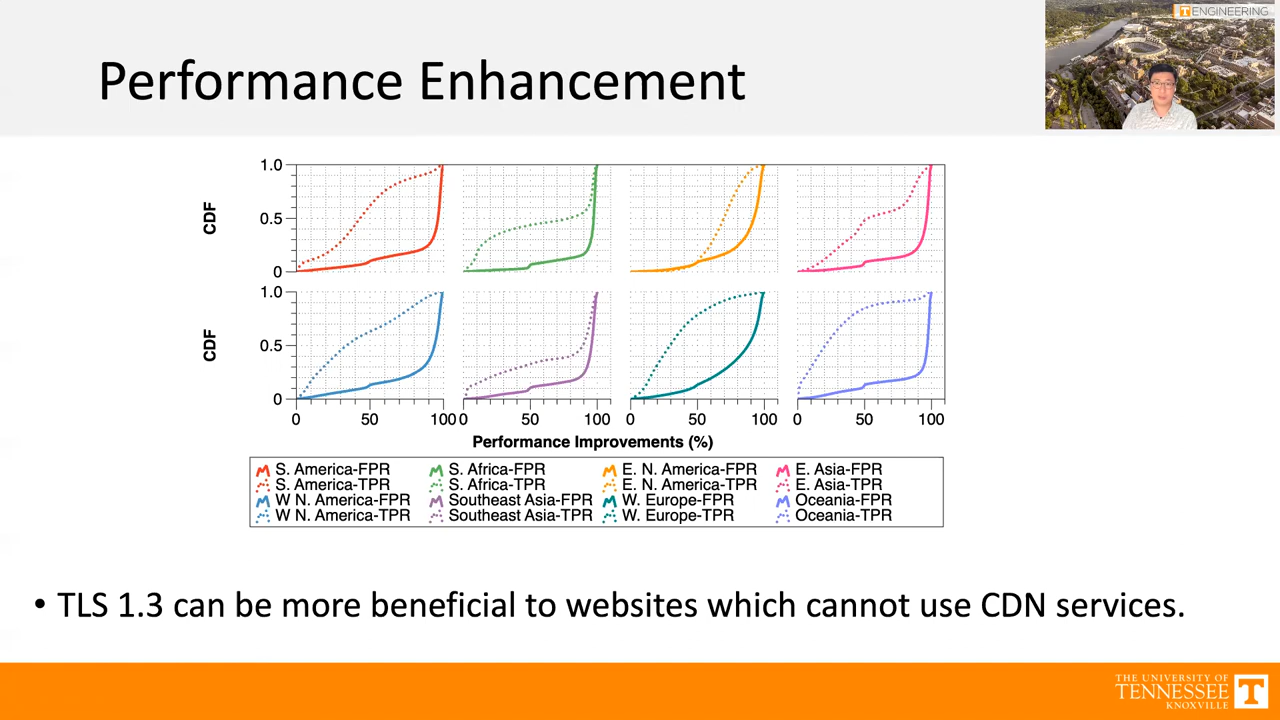 Performance Enhancement
T ENGINEERING
1.0
CDF
0.5
0
1.0
CDF
0.5
0
0 50 100 0 50 100 0 50 100 0 50 100
Performance Improvements (%)
S. America-FPR S. Africa-FPR E. N. America-FPR E. Asia-FPR
S. America-TPR S. Africa-TPR E. N. America-TPR E. Asia-TPR
W N. America-FPR Southeast Asia-FPR W. Europe-FPR Oceania-FPR
W N. America-TPR Southeast Asia-TPR W. Europe-TPR Oceania-TPR
• TLS 1.3 can be more beneficial to websites which cannot use CDN services.
THE UNIVERSITY OF
TENNESSEE
KNOXVILLE
T